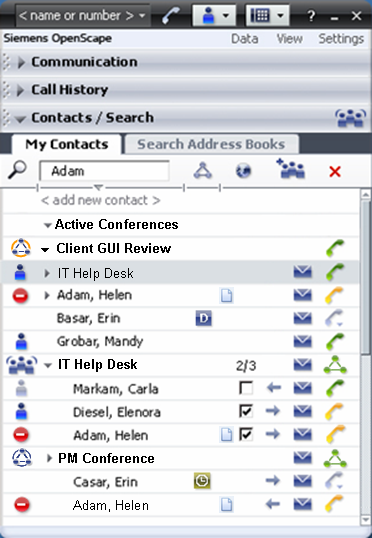 < name or number > ?
Siemens OpenScape Data View Settings
Communication
Call History
Contacts / Search
My Contacts Search Address Books
Adam
< add new contact >
Active Conferences
Client GUI Review
IT Help Desk
Adam, Helen
Basar, Erin D
Grobar, Mandy
IT Help Desk 2/3
Markam, Carla
Diesel, Elenora
Adam, Helen
PM Conference
Casar, Erin
Adam, Helen